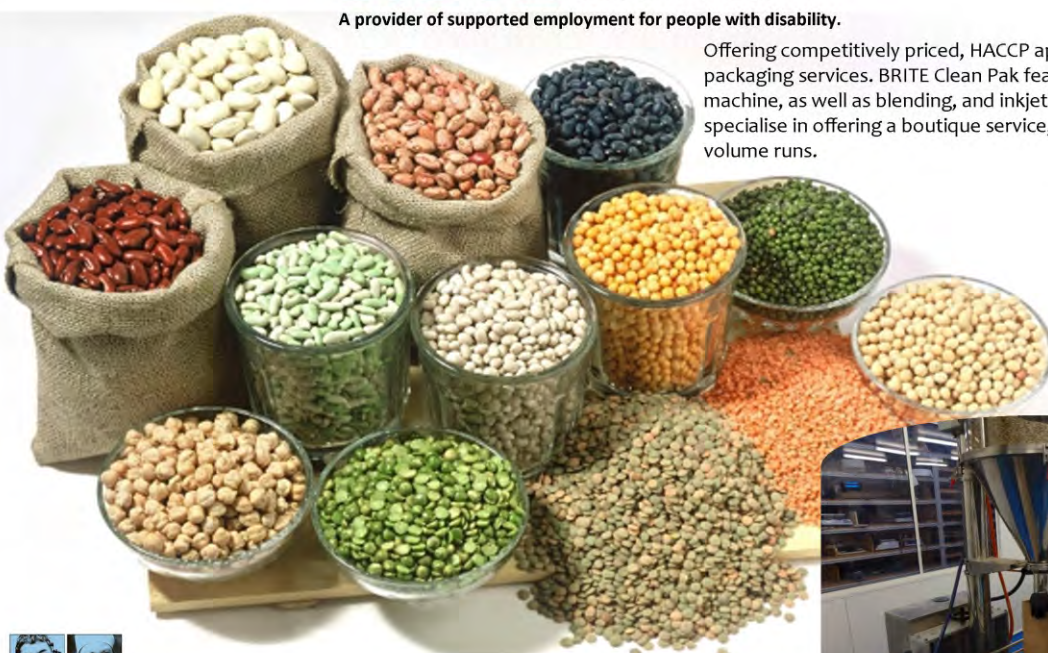 A provider of supported employment for people with disability.
Offering competitively priced, HACCP ap
packaging services. BRITE Clean Pak fea
machine, as well as blending, and inkjet
specialise in offering a boutique service,
volume runs.